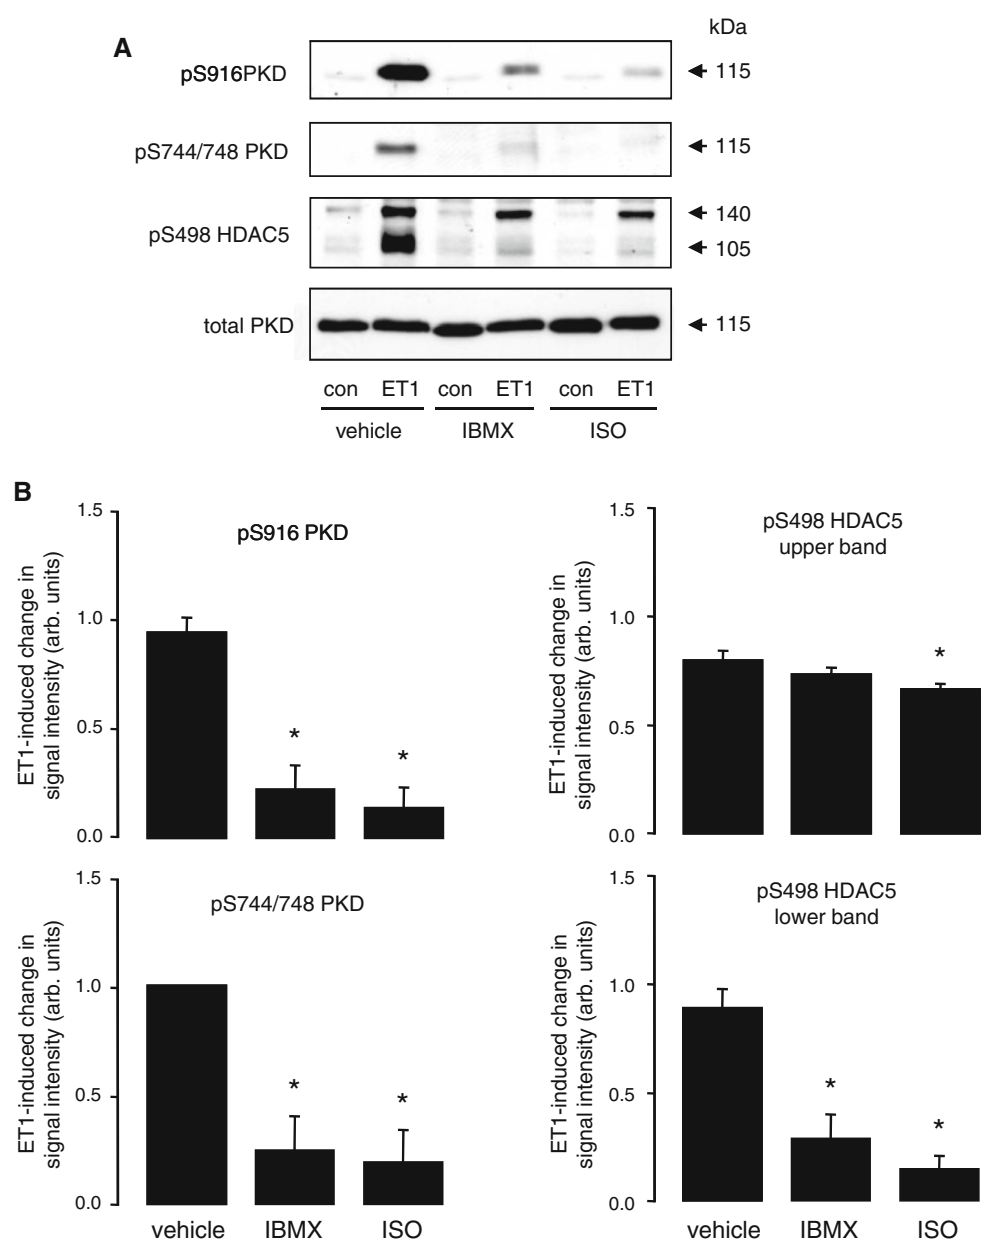 A
kDa
pS916PKD
115
pS744/748 PKD
115
pS498 HDAC5
140
105
total PKD
115
con ET1 con ET1 con ET1
vehicle IBMX ISO
B
1.5
1.0
0.5
0.0
ET1-induced change in
signal intensity (arb. units)
pS916 PKD
*
*
1.5
1.0
0.5
0.0
ET1-induced change in
signal intensity (arb. units)
pS498 HDAC5
upper band
*
1.5
1.0
0.5
0.0
ET1-induced change in
signal intensity (arb. units)
pS744/748 PKD
*
*
vehicle IBMX ISO
1.5
1.0
0.5
0.0
ET1-induced change in
signal intensity (arb. units)
pS498 HDAC5
lower band
*
*
vehicle IBMX ISO